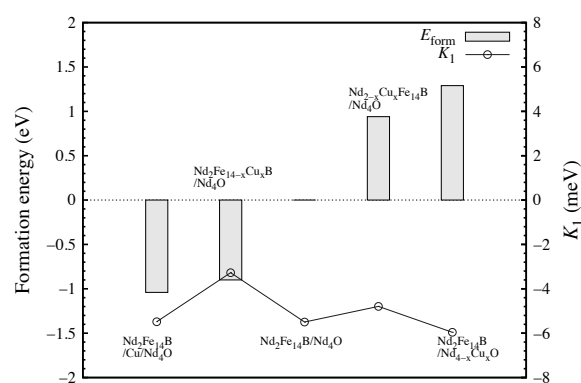 2
1.5
1
0.5
0
−0.5
−1
−1.5
−2
Formation energy (eV)
8
6
4
2
0
−2
−4
−6
−8
K₁ (meV)
E_form
K₁
Nd₂₋ₓCuₓFe₁₄B
/Nd₄O
Nd₂Fe₁₄₋ₓCuₓB
/Nd₄O
Nd₂Fe₁₄B
/Cu/Nd₄O
Nd₂Fe₁₄B/Nd₄O
Nd₂Fe₁₄B
/Nd₄₋ₓCuₓO